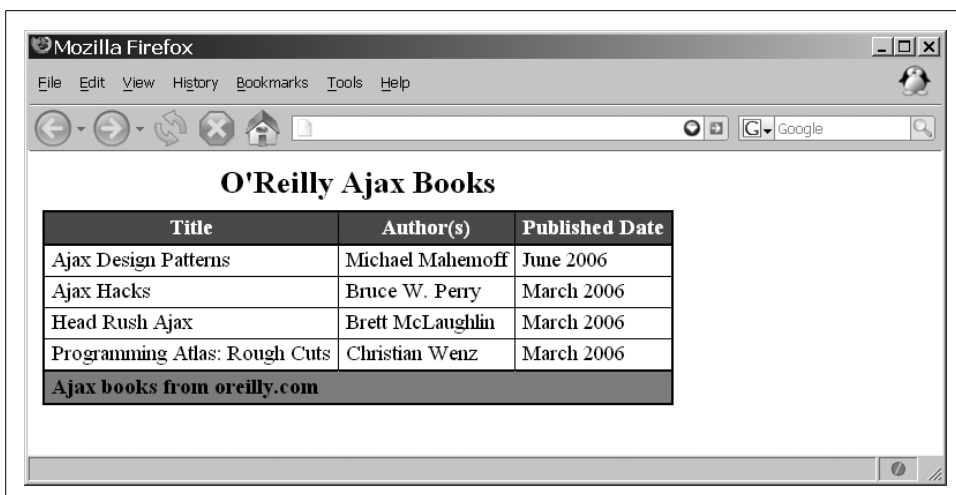 Mozilla Firefox
File Edit View History Bookmarks Tools Help
G Google
O'Reilly Ajax Books
Title Author(s) Published Date
Ajax Design Patterns Michael Mahemoff June 2006
Ajax Hacks Bruce W. Perry March 2006
Head Rush Ajax Brett McLaughlin March 2006
Programming Atlas: Rough Cuts Christian Wenz March 2006
Ajax books from oreilly.com